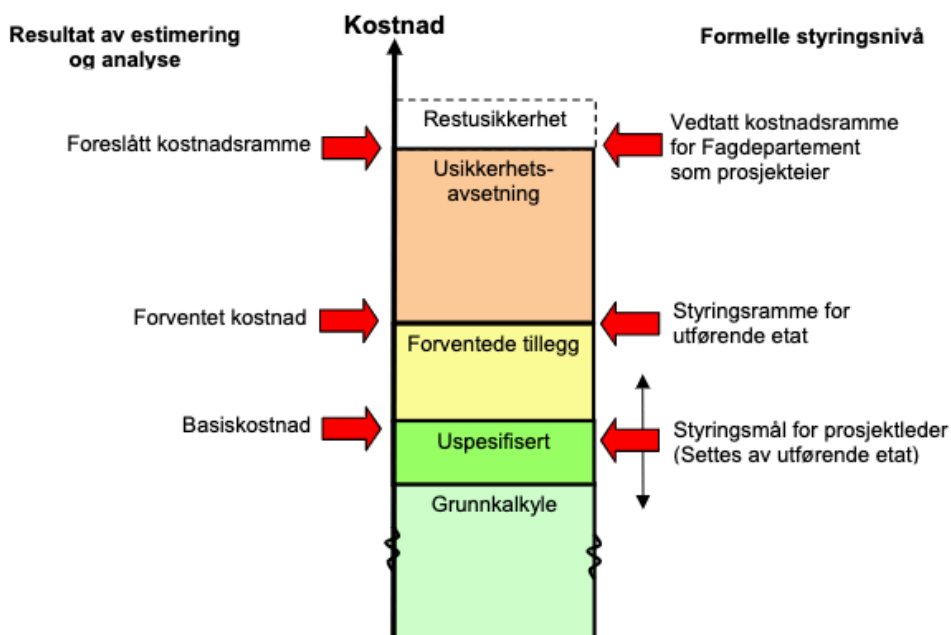 Resultat av estimering
og analyse
Kostnad
Formelle styringsnivå
Restusikkerhet
Foreslått kostnadsramme
Vedtatt kostnadsramme
for Fagdepartement
som prosjekteier
Usikkerhets-
avsetning
Forventet kostnad
Styringsramme for
utførende etat
Forventede tillegg
Basiskostnad
Styringsmål for prosjektleder
(Settes av utførende etat)
Uspesifisert
Grunnkalkyle